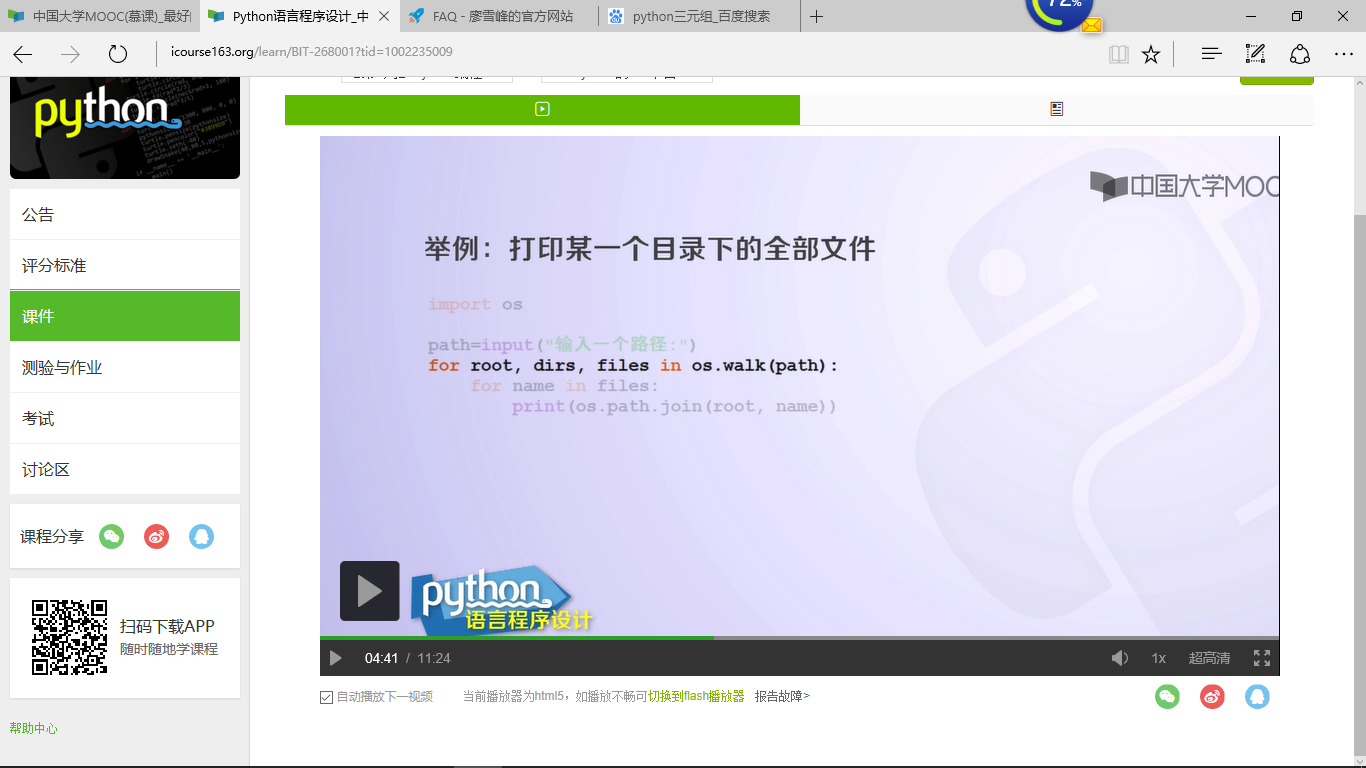 中国大学MOOC(慕课)_最好
Python语言程序设计_中
FAQ - 廖雪峰的官方网站
python三元组_百度搜索
72%
icourse163.org/learn/BIT-268001?tid=1002235009
python
公告
评分标准
课件
测验与作业
考试
讨论区
课程分享
扫码下载APP
随时随地学课程
帮助中心
中国大学MOOC
举例：打印某一个目录下的全部文件
import os
path=input("输入一个路径:")
for root, dirs, files in os.walk(path):
for name in files:
print(os.path.join(root, name))
python
语言程序设计
04:41 / 11:24
1x
超高清
自动播放下一视频
当前播放器为html5，如播放不畅可切换到flash播放器
报告故障>